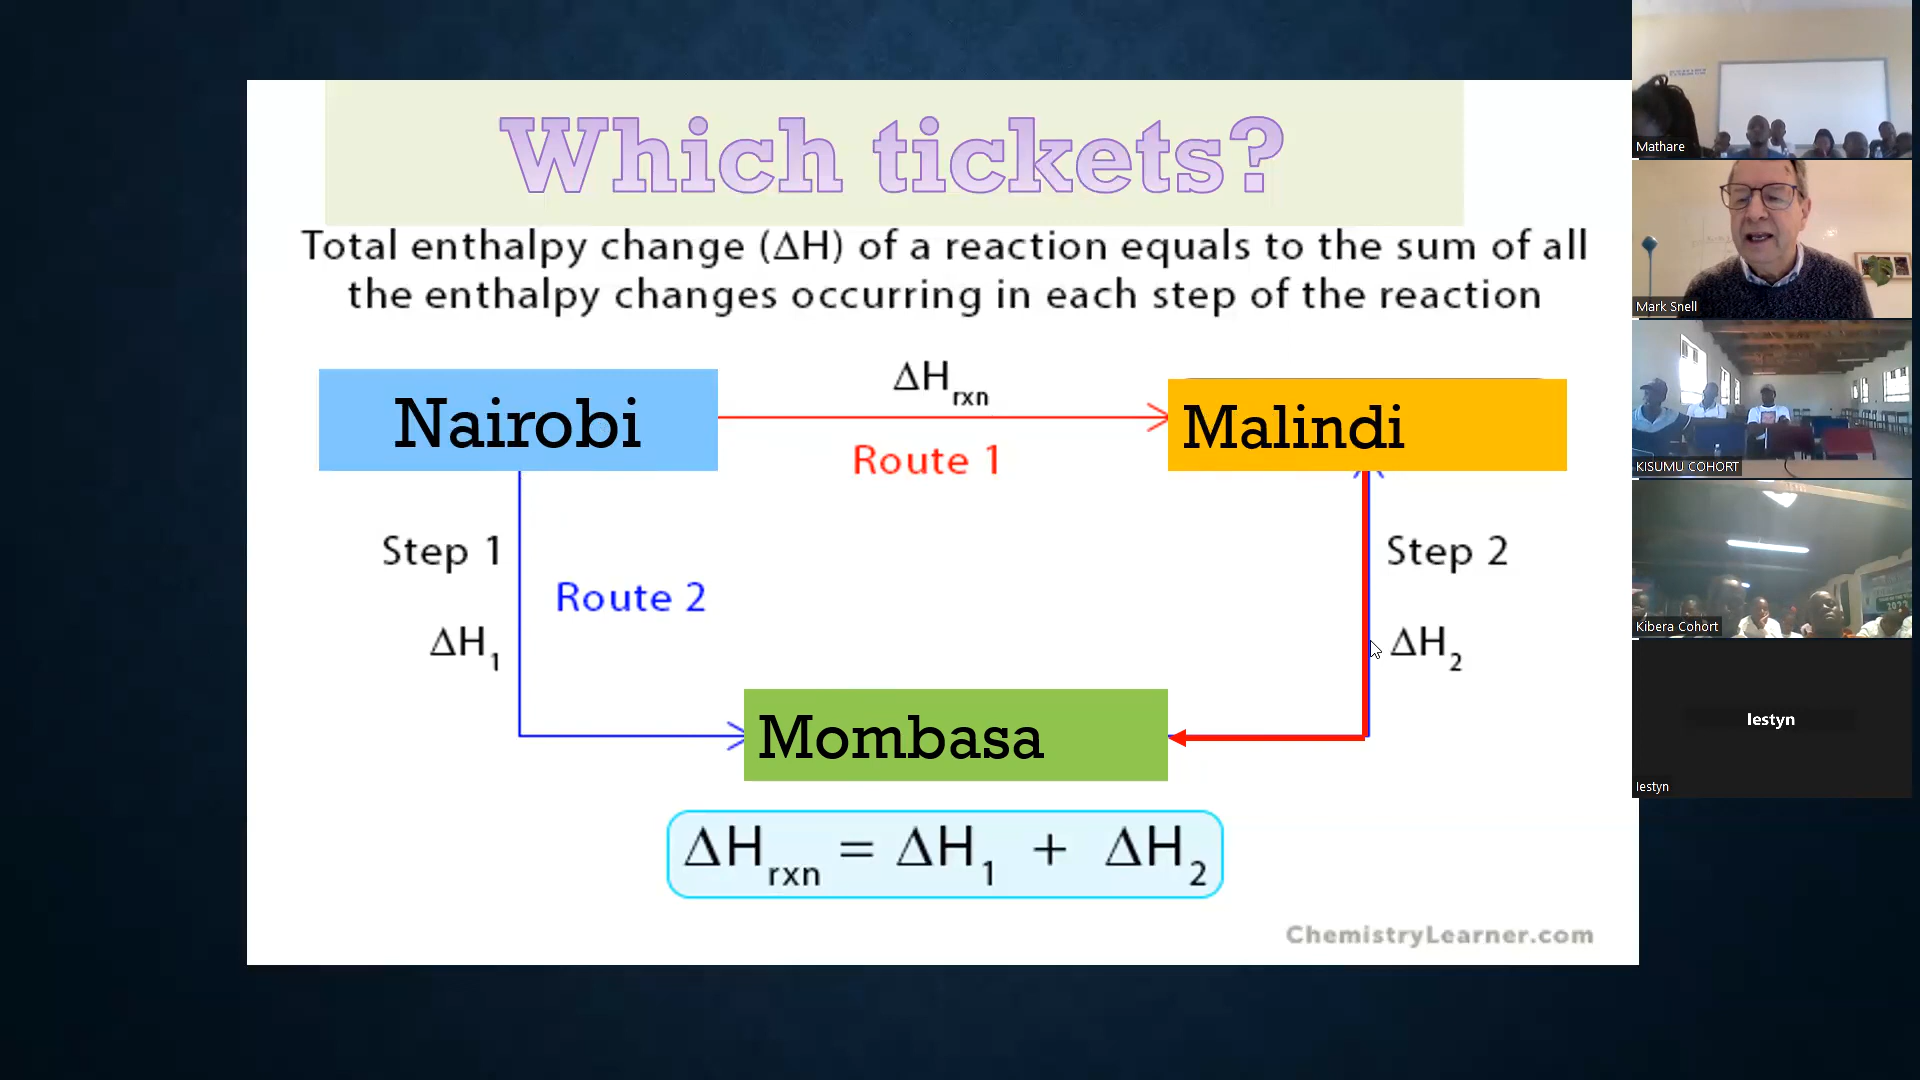 Which tickets?
Total enthalpy change (ΔH) of a reaction equals to the sum of all
the enthalpy changes occurring in each step of the reaction
Nairobi
ΔHrxn
Route 1
Malindi
Step 1
Route 2
ΔH1
Step 2
ΔH2
Mombasa
ΔHrxn = ΔH1 + ΔH2
ChemistryLearner.com
Mathare
Mark Snell
KISUMU COHORT
Kibera Cohort
Iestyn
Iestyn